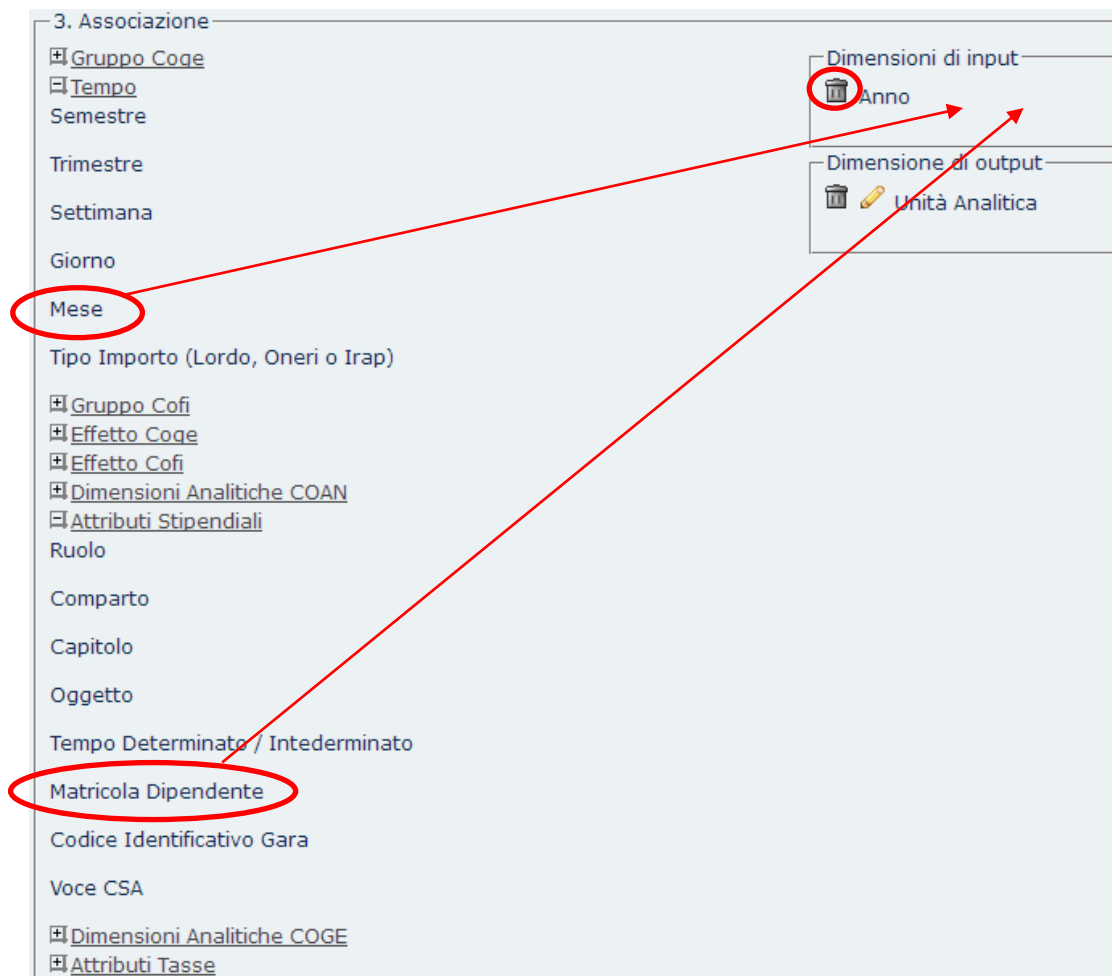 3. Associazione
Gruppo Coge
Tempo
Semestre
Trimestre
Settimana
Giorno
Mese
Tipo Importo (Lordo, Oneri o Irap)
Gruppo Cofi
Effetto Coge
Effetto Cofi
Dimensioni Analitiche COAN
Attributi Stipendiali
Ruolo
Comparto
Capitolo
Oggetto
Tempo Determinato / Intederminato
Matricola Dipendente
Codice Identificativo Gara
Voce CSA
Dimensioni Analitiche COGE
Attributi Tasse
Dimensioni di input
Anno
Dimensione di output
Unità Analitica